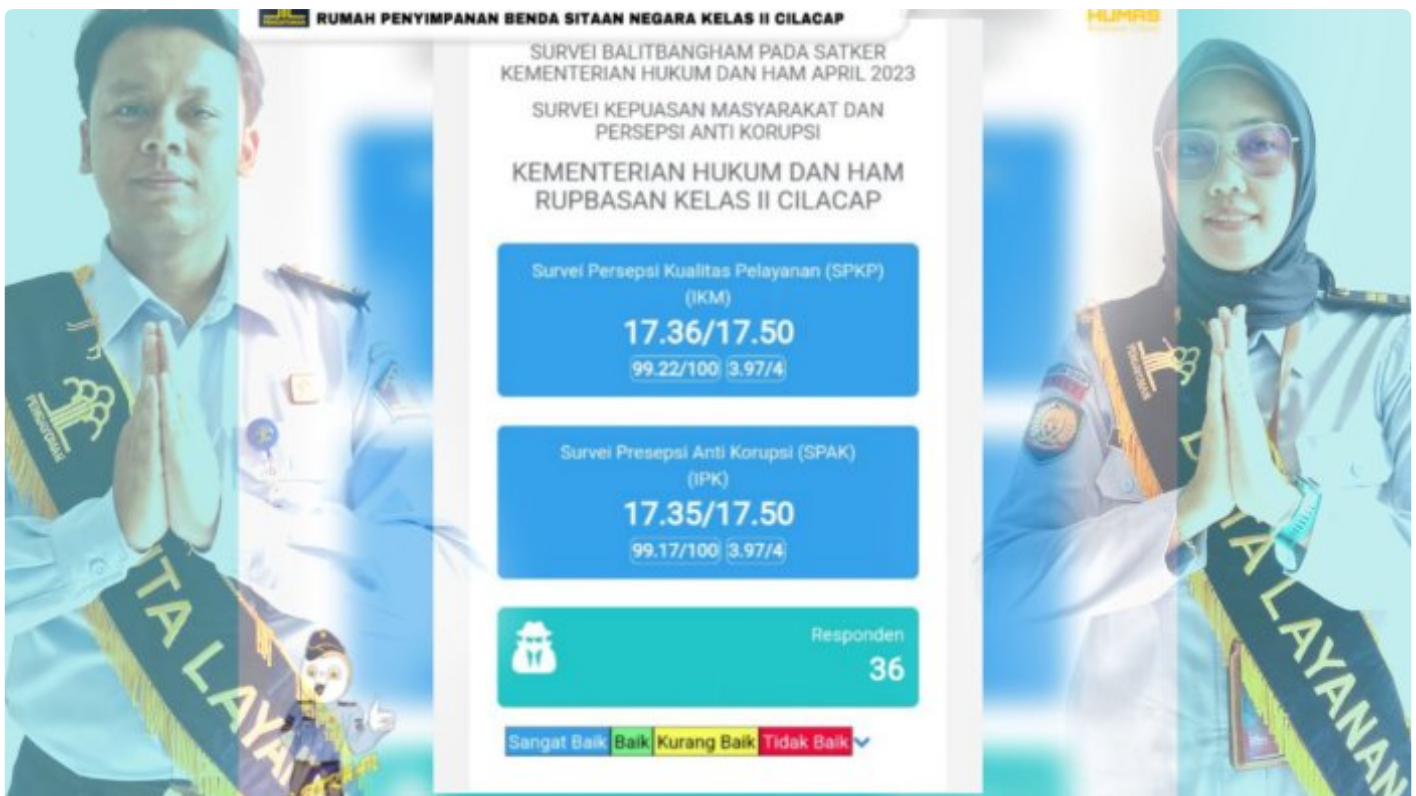 RUMAH PENYIMPANAN BENDA SITAAN NEGARA KELAS II CILACAP
HUMAS
SURVEI BALITBANGHAM PADA SATKER
KEMENTERIAN HUKUM DAN HAM APRIL 2023
SURVEI KEPUASAN MASYARAKAT DAN
PERSEPSI ANTI KORUPSI
KEMENTERIAN HUKUM DAN HAM
RUPBASAN KELAS II CILACAP
Survei Persepsi Kualitas Pelayanan (SPKP)
(IKM)
17.36/17.50
99.22/100 3.97/4
Survei Presepsi Anti Korupsi (SPAK)
(IPK)
17.35/17.50
99.17/100 3.97/4
Responden
36
Sangat Baik Baik Kurang Baik Tidak Baik
PENGAYOMAN
TA LAYAN
PENGAYOMAN
TA LAYANAN